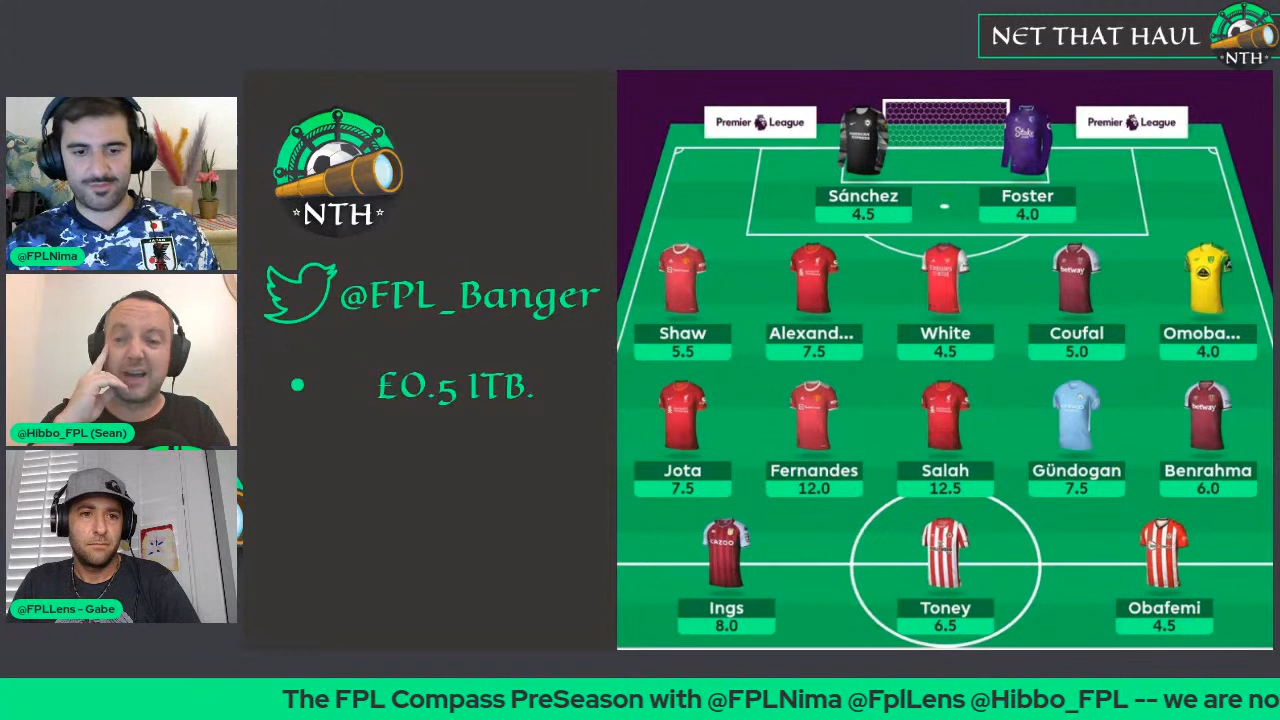 NET THAT HAUL
NTH
@FPLNima
@Hibbo_FPL (Sean)
@FPLLens - Gabe
NTH
@FPL_Banger
• £0.5 ITB.
Premier League
Premier League
Sánchez
4.5
Foster
4.0
Shaw
5.5
Alexand...
7.5
White
4.5
Coufal
5.0
Omoba...
4.0
Jota
7.5
Fernandes
12.0
Salah
12.5
Gündogan
7.5
Benrahma
6.0
Ings
8.0
Toney
6.5
Obafemi
4.5
The FPL Compass PreSeason with @FPLNima @FplLens @Hibbo_FPL -- we are no